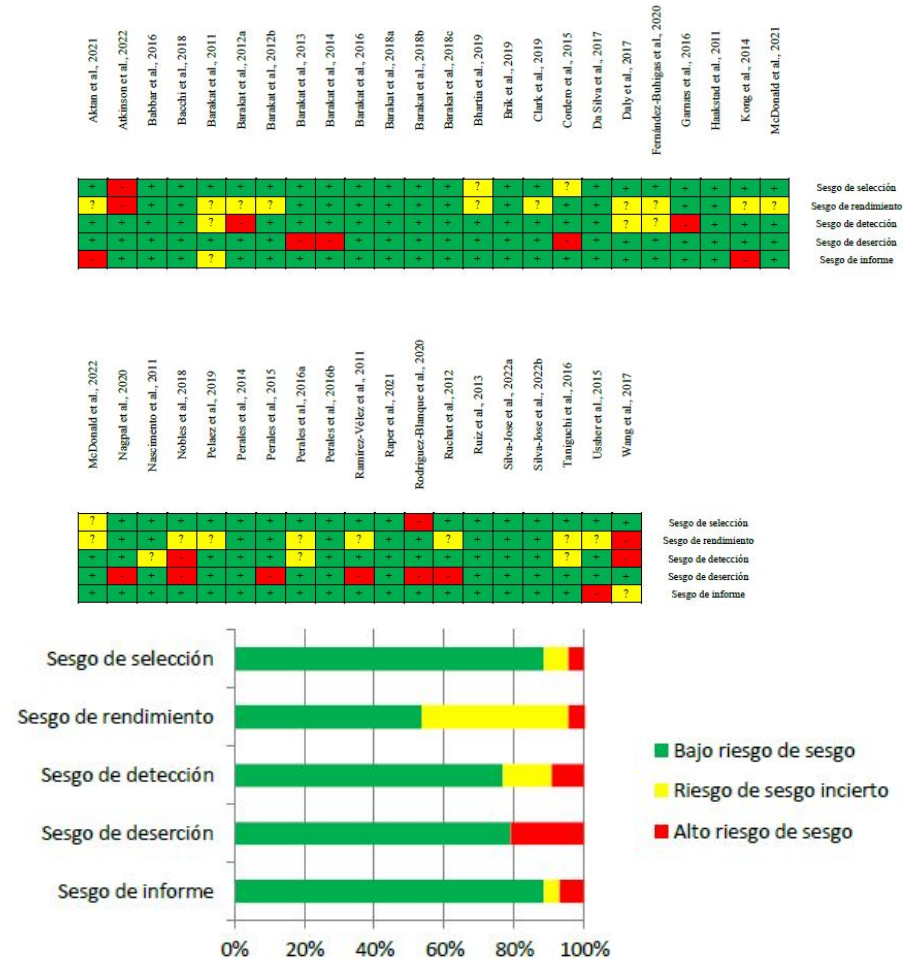 Aktan et al., 2021
Atkinson et al., 2022
Babbar et al., 2016
Bacchi et al., 2018
Barakat et al., 2011
Barakat et al., 2012a
Barakat et al., 2012b
Barakat et al., 2013
Barakat et al., 2014
Barakat et al., 2016
Barakat et al., 2018a
Barakat et al., 2018b
Barakat et al., 2018c
Bhartia et al., 2019
Brik et al., 2019
Clark et al., 2019
Cordero et al., 2015
Da Silva et al., 2017
Daly et al., 2017
Fernández-Buhigas et al., 2020
Garnæs et al., 2016
Haakstad et al., 2011
Kong et al., 2014
McDonald et al., 2021
+ - + + + + + + + + + + + ? + + ? + + + + + + + Sesgo de selección
? - + + ? ? ? + + + + + + ? + ? + + ? ? + + ? ? Sesgo de rendimiento
+ + + + ? - + + + + + + + + + + + + ? ? - + + + Sesgo de detección
+ + + + + + + - - + + + + + + + - + + + + + + + Sesgo de deserción
- + + + ? + + + + + + + + + + + + + + + + + - + Sesgo de informe
McDonald et al., 2022
Nagpal et al., 2020
Nascimento et al., 2011
Nobles et al., 2018
Pelaez et al., 2019
Perales et al., 2014
Perales et al., 2015
Perales et al., 2016a
Perales et al., 2016b
Ramírez-Vélez et al., 2011
Raper et al., 2021
Rodríguez-Blanque et al., 2020
Ruchat et al., 2012
Ruiz et al., 2013
Silva-Jose et al., 2022a
Silva-Jose et al., 2022b
Taniguchi et al., 2016
Ussher et al., 2015
Wang et al., 2017
? + + + + + + + + + + - + + + + + + + Sesgo de selección
? + + ? ? + + ? + ? + + ? + + + ? ? - Sesgo de rendimiento
+ + ? - + + + ? + + + + + + + + ? + - Sesgo de detección
+ - + - + + - + + - + - - + + + + + + Sesgo de deserción
+ + + + + + + + + + + + + + + + + - ? Sesgo de informe
Sesgo de selección
Sesgo de rendimiento
Sesgo de detección
Sesgo de deserción
Sesgo de informe
0% 20% 40% 60% 80% 100%
Bajo riesgo de sesgo
Riesgo de sesgo incierto
Alto riesgo de sesgo